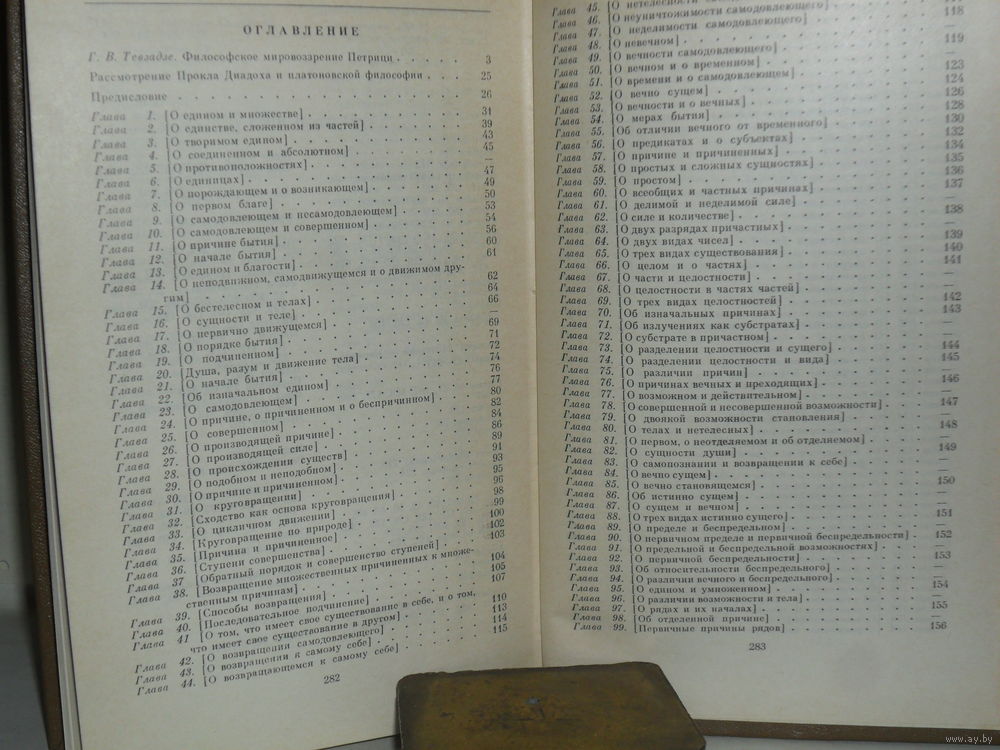 ОГЛАВЛЕНИЕ
Г. В. Тевзадзе. Философское мировоззрение Петрици . . . 3
Рассмотрение Прокла Диадоха и платоновской философии . . 25
Предисловие . . . 26
Глава 1. [О едином и множестве] . . . 31
Глава 2. [О единстве, сложенном из частей] . . . 39
Глава 3. [О творимом едином] . . . 43
Глава 4. [О соединенном и абсолютном] . . . 45
Глава 5. [О противоположностях] . . . —
Глава 6. [О единицах] . . . 47
Глава 7. [О порождающем и о возникающем] . . . 49
Глава 8. [О первом благе] . . . 50
Глава 9. [О самодовлеющем и несамодовлеющем] . . . 53
Глава 10. [О самодовлеющем и совершенном] . . . 54
Глава 11. [О причине бытия] . . . 56
Глава 12. [О начале бытия] . . . 60
Глава 13. [О едином и благости] . . . 61
Глава 14. [О неподвижном, самодвижущемся и о движимом дру-
гим] . . . 62
Глава 15. [О бестелесном и телах] . . . 64
Глава 16. [О сущности и теле] . . . 66
Глава 17. [О первично движущемся] . . . —
Глава 18. [О порядке бытия] . . . 69
Глава 19. [О подчиненном] . . . 71
Глава 20. [Душа, разум и движение тела] . . . 72
Глава 21. [О начале бытия] . . . 74
Глава 22. [Об изначальном едином] . . . 76
Глава 23. [О самодовлеющем] . . . 77
Глава 24. [О причине, о причиненном и о беспричинном] . . . 80
Глава 25. [О совершенном] . . . 82
Глава 26. [О производящей причине] . . . 84
Глава 27. [О производящей силе] . . . 86
Глава 28. [О происхождении существ] . . . 89
Глава 29. [О подобном и неподобном] . . . 91
Глава 30. [О причине и причиненном] . . . 93
Глава 31. [О круговращении] . . . 95
Глава 32. [Сходство как основа круговращения] . . . 96
Глава 33. [О цикличном движении] . . . 98
Глава 34. [Круговращение по природе] . . . 99
Глава 35. [Причина и причиненное] . . . 100
Глава 36. [Ступени совершенства] . . . 102
Глава 37 [Обратный порядок и совершенство ступеней] . . . 103
Глава 38. [Возвращение множественных причиненных к множе-
ственным причинам] . . . 104
Глава 39. [Способы возвращения] . . . 105
Глава 40. [Последовательное подчинение] . . . 107
Глава 41 [О том, что имеет свое существование в себе, и о том,
что имеет свое существование в другом] . . . 110
Глава 42. [О возвращении самодовлеющего] . . . 113
Глава 43. [О возвращении к самому себе] . . . 114
Глава 44. [О возвращающемся к самому себе] . . . 115
282
Глава 45. [О нетелесности
Глава 46. [О неуничтожимости самодовлеющего] . . . 118
Глава 47. [О неделимости самодовлеющего] . . . —
Глава 48. [О невечном] . . . 119
Глава 49. [О вечности самодовлеющего] . . . —
Глава 50. [О вечном и о временном] . . . 123
Глава 51. [О времени и о самодовлеющем] . . . 124
Глава 52. [О вечно сущем] . . . 126
Глава 53. [О вечности и о вечных] . . . 128
Глава 54. [О мерах бытия] . . . 130
Глава 55. [Об отличии вечного от временного] . . . 132
Глава 56. [О предикатах и о субъектах] . . . 134
Глава 57. [О причине и причиненных] . . . 135
Глава 58. [О простых и сложных сущностях] . . . 136
Глава 59. [О простом] . . . 137
Глава 60. [О всеобщих и частных причинах] . . . —
Глава 61. [О делимой и неделимой силе] . . . 138
Глава 62. [О силе и количестве] . . . —
Глава 63. [О двух разрядах причастных] . . . 139
Глава 64. [О двух видах чисел] . . . 140
Глава 65. [О трех видах существования] . . . 141
Глава 66. [О целом и о частях] . . . —
Глава 67. [О части и целостности] . . . —
Глава 68. [О целостности в частях частей] . . . 142
Глава 69. [О трех видах целостностей] . . . 143
Глава 70. [Об изначальных причинах] . . . —
Глава 71. [Об излучениях как субстратах] . . . —
Глава 72. [О субстрате в причастном] . . . 144
Глава 73. [О разделении целостности и сущего] . . . 145
Глава 74. [О разделении целостности и вида] . . . —
Глава 75. [О различии причин] . . . 146
Глава 76. [О причинах вечных и преходящих] . . . —
Глава 77. [О возможном и действительном] . . . 147
Глава 78. [О совершенной и несовершенной возможности] . . . —
Глава 79. [О двоякой возможности становления] . . . 148
Глава 80. [О телах и нетелесных] . . . —
Глава 81. [О первом, о неотделяемом и об отделяемом] . . . 149
Глава 82. [О сущности души] . . . —
Глава 83. [О самопознании и возвращении к себе] . . . —
Глава 84. [О вечно сущем] . . . 150
Глава 85. [О вечно становящемся] . . . —
Глава 86. [Об истинно сущем] . . . —
Глава 87. [О сущем и вечном] . . . 151
Глава 88. [О трех видах истинно сущего] . . . —
Глава 89. [О пределе и беспредельном] . . . 152
Глава 90. [О первичном пределе и первичной беспредельности] . . . —
Глава 91. [О предельной и беспредельной возможностях] . . . 153
Глава 92. [О первичной беспредельности] . . . —
Глава 93. [Об относительности беспредельного] . . . —
Глава 94. [О различии вечного и беспредельного] . . . 154
Глава 95. [О едином и умноженном] . . . —
Глава 96. [О различии возможности и тела] . . . 155
Глава 97. [О рядах и их началах] . . . —
Глава 98. [Об отделенной причине] . . . —
Глава 99. [Первичные причины рядов] . . . 156
283
www.ay.by